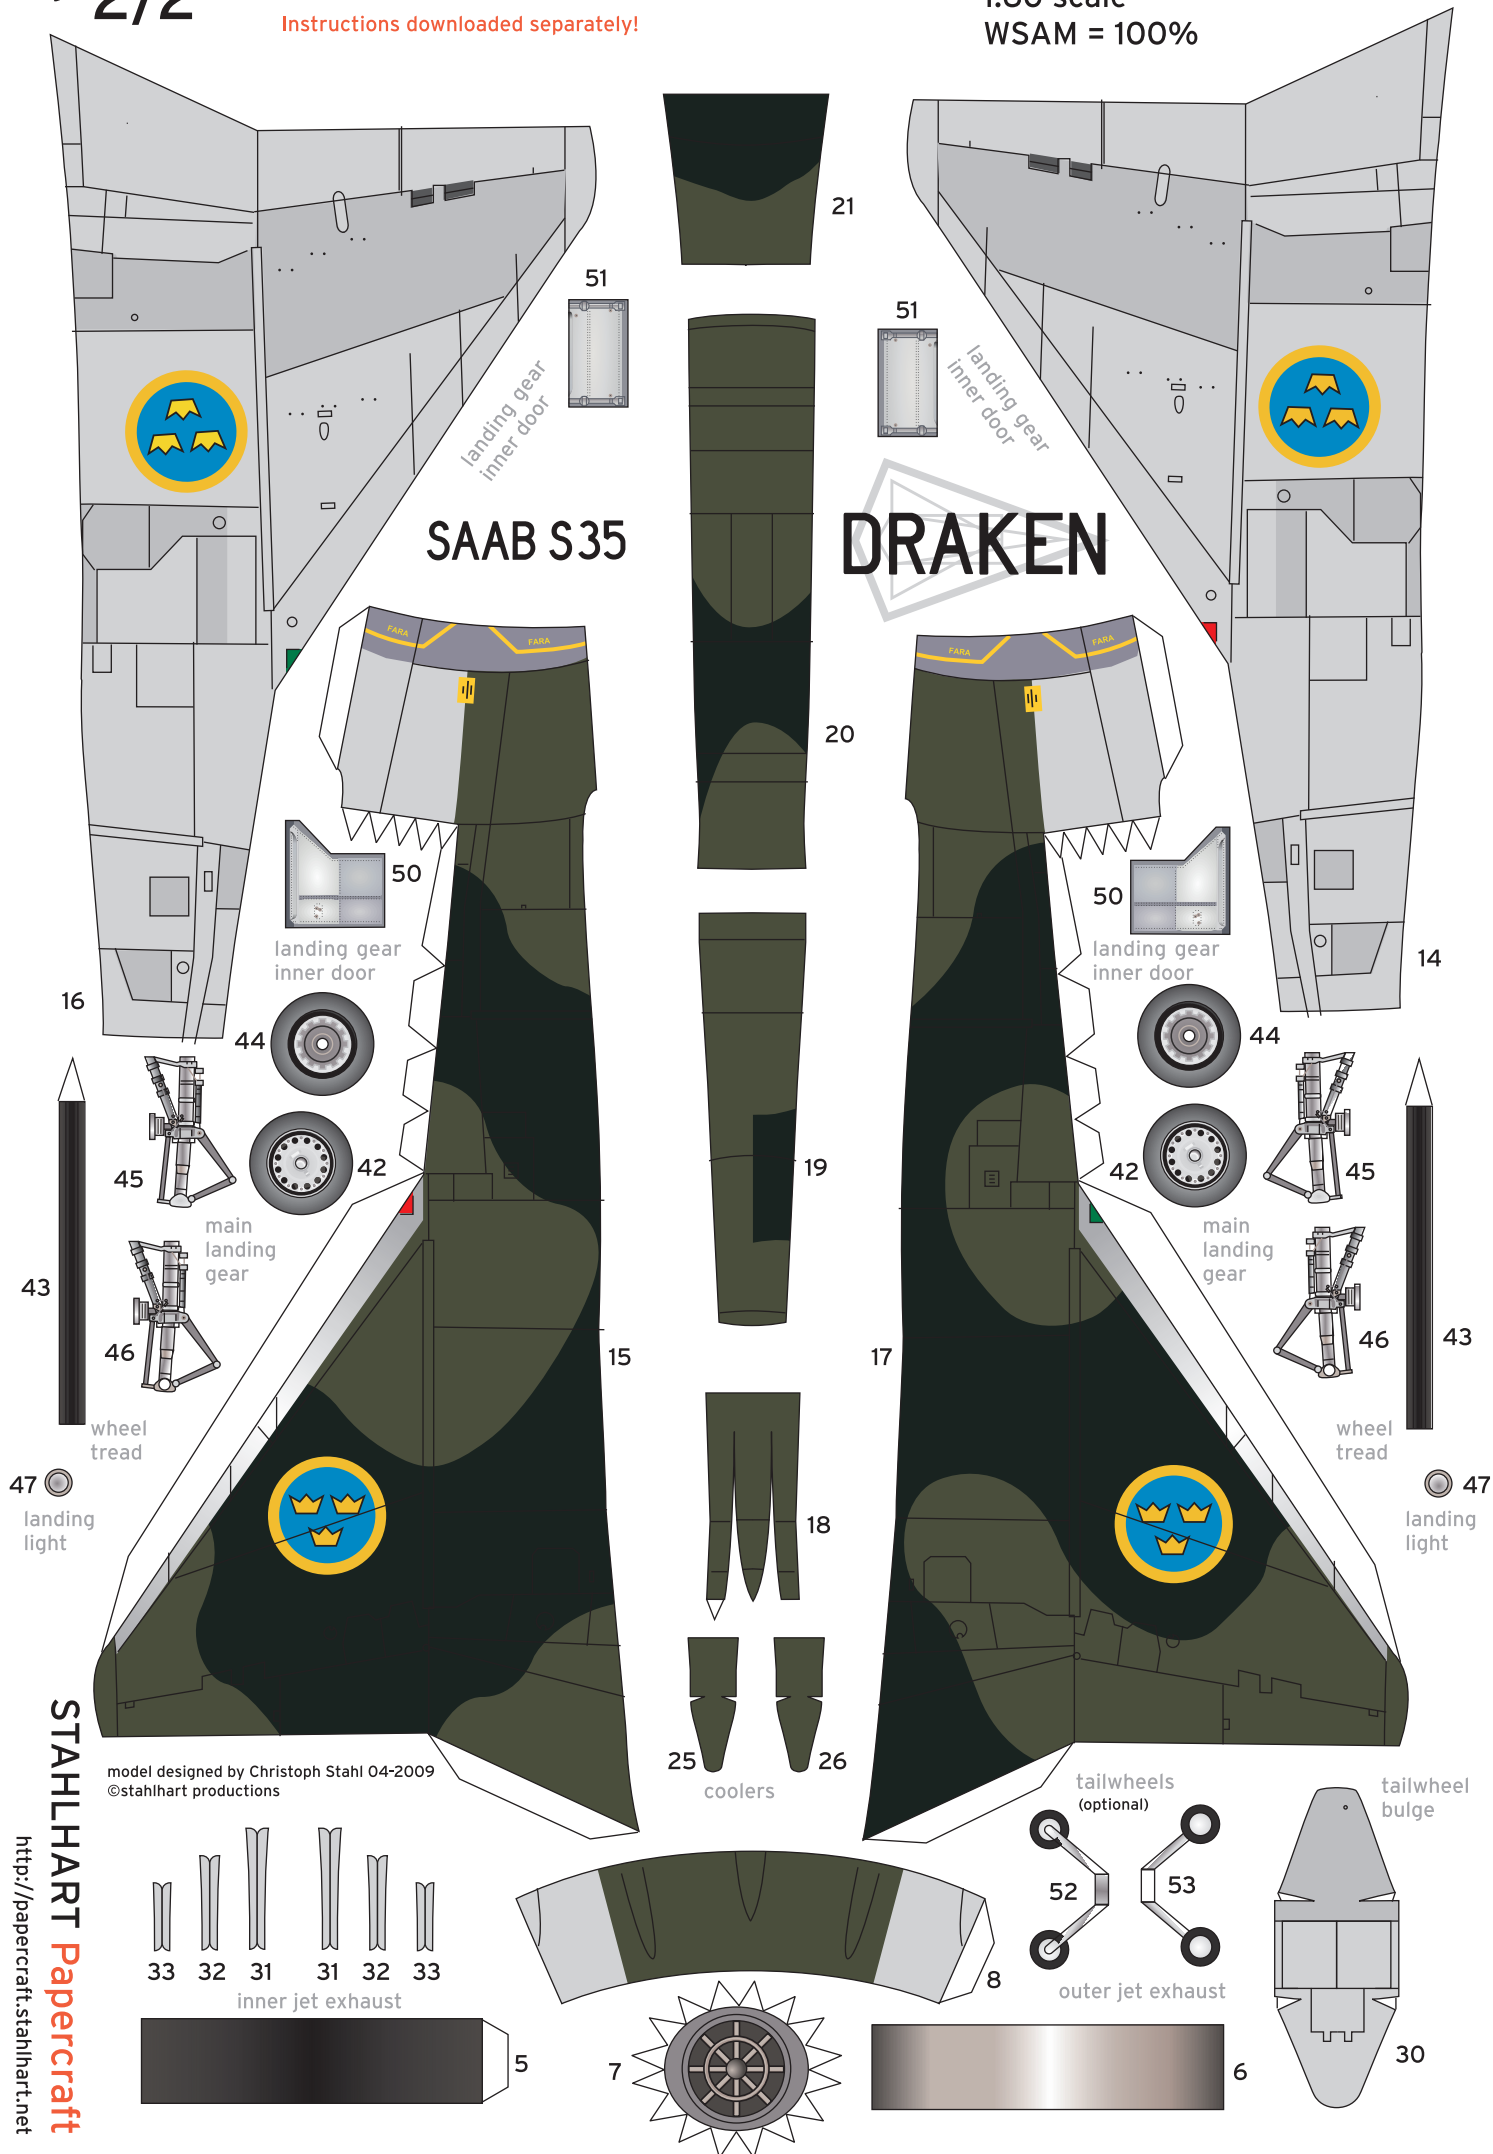 2/2
Instructions downloaded separately!
WSAM = 100%
21
51
landing gear
inner door
51
landing gear
inner door
SAAB S35
DRAKEN
FARA
FARA
FARA
FARA
20
50
landing gear
inner door
50
landing gear
inner door
16
14
44
44
45
42
19
42
45
main
landing
gear
main
landing
gear
43
46
15
17
46
43
wheel
tread
wheel
tread
47
landing
light
18
47
landing
light
25
26
coolers
model designed by Christoph Stahl 04-2009
©stahlhart productions
tailwheels
(optional)
tailwheel
bulge
STAHLHART Papercraft
http://papercraft.stahlhart.net
52
53
33
32
31
31
32
33
inner jet exhaust
8
outer jet exhaust
5
7
6
30